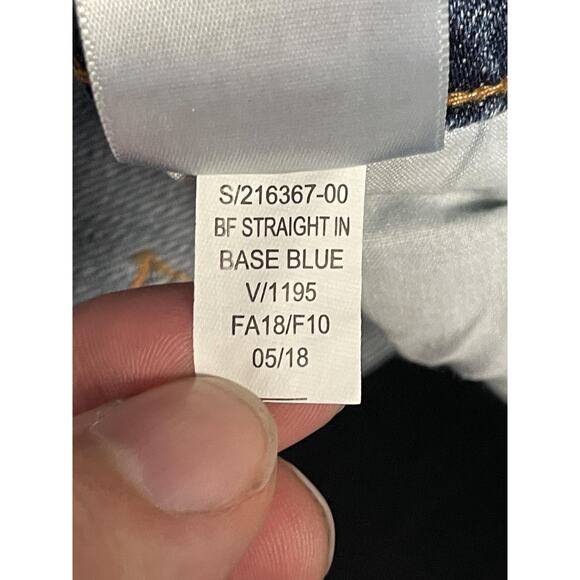 S/216367-00
BF STRAIGHT IN
BASE BLUE
V/1195
FA18/F10
05/18